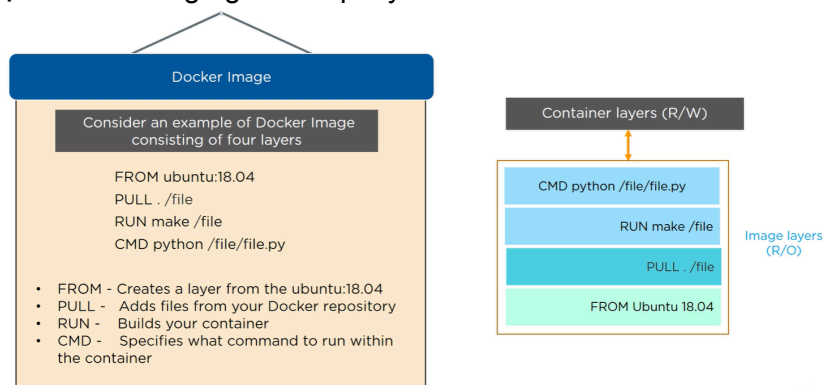 Docker Image
Consider an example of Docker Image
consisting of four layers
FROM ubuntu:18.04
PULL . /file
RUN make /file
CMD python /file/file.py
• FROM - Creates a layer from the ubuntu:18.04
• PULL - Adds files from your Docker repository
• RUN - Builds your container
• CMD - Specifies what command to run within
the container
Container layers (R/W)
CMD python /file/file.py
RUN make /file
PULL . /file
FROM Ubuntu 18.04
Image layers
(R/O)